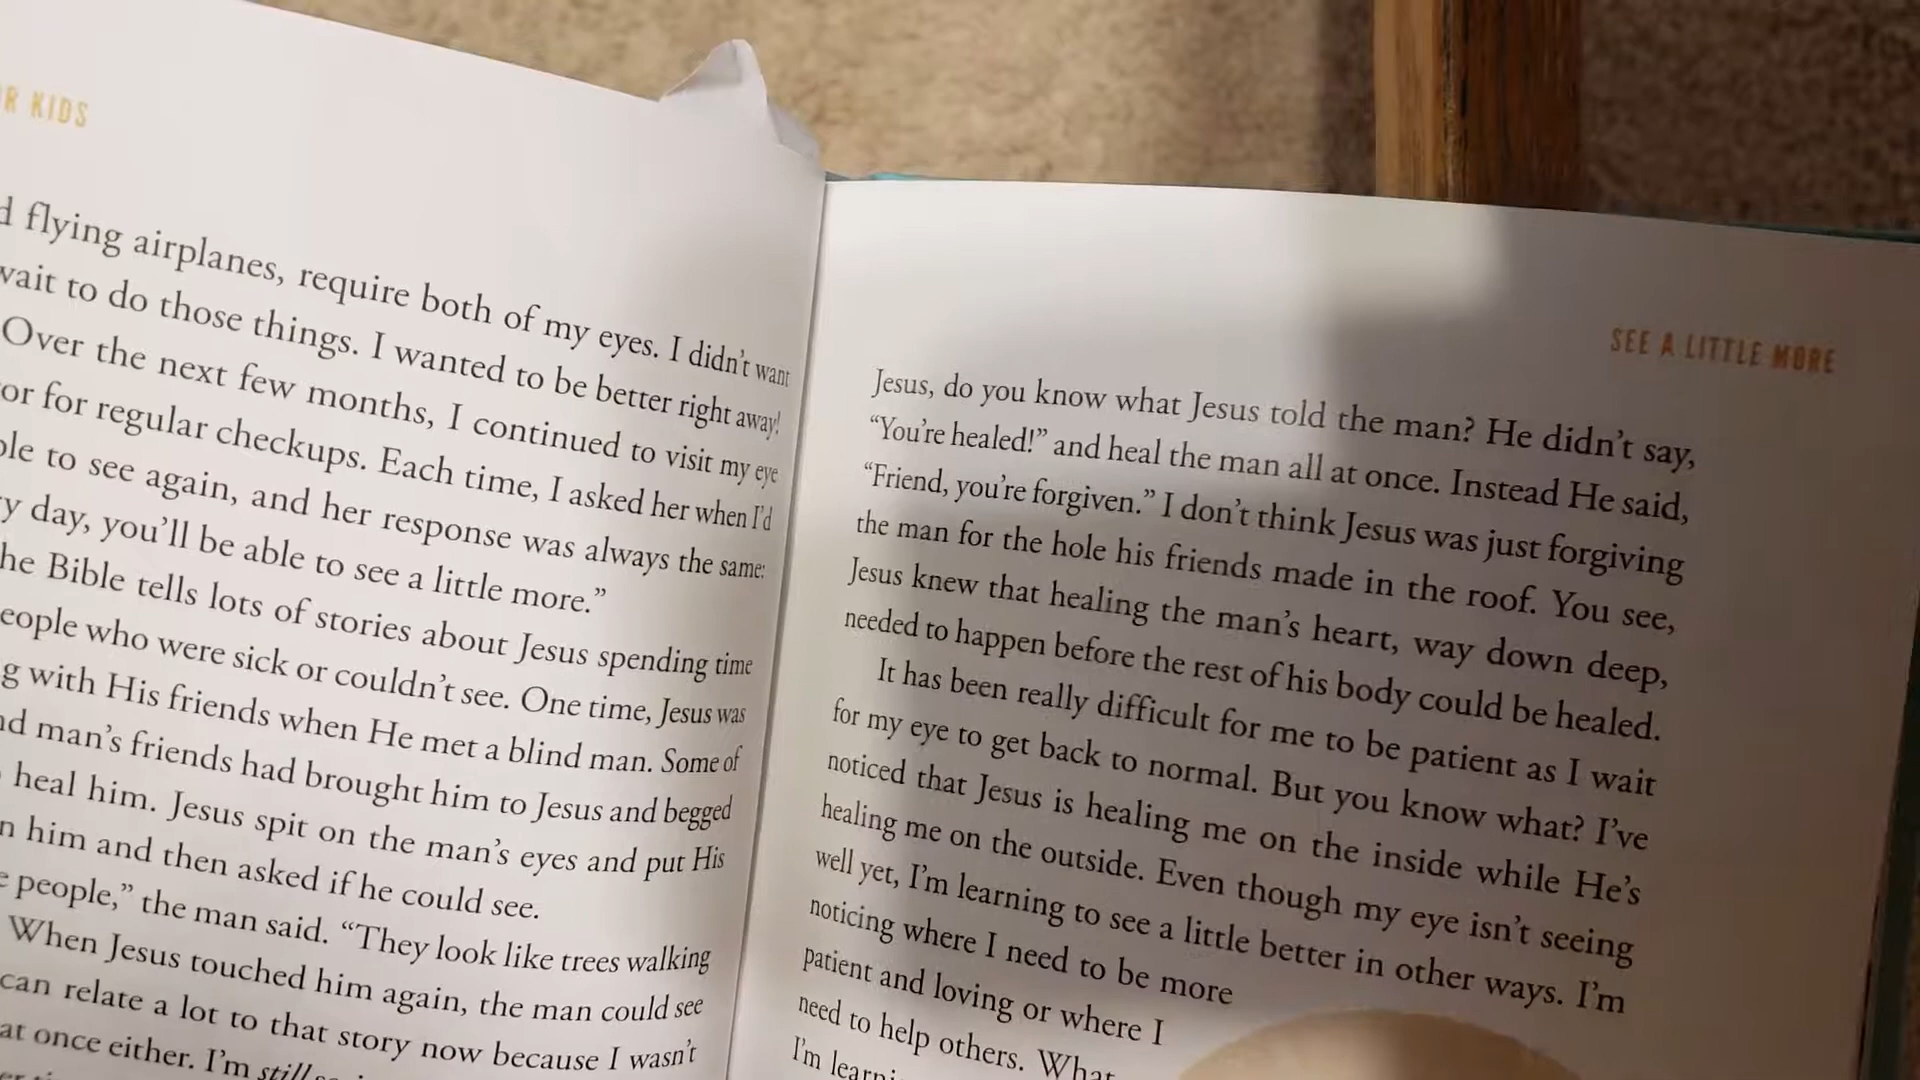 R KIDS
flying airplanes, require both of my eyes. I didn't want
wait to do those things. I wanted to be better right away!
Over the next few months, I continued to visit my eye
or for regular checkups. Each time, I asked her when I'd
ble to see again, and her response was always the same:
y day, you'll be able to see a little more.”
he Bible tells lots of stories about Jesus spending time
eople who were sick or couldn't see. One time, Jesus was
g with His friends when He met a blind man. Some of
nd man's friends had brought him to Jesus and begged
heal him. Jesus spit on the man's eyes and put His
n him and then asked if he could see.
e people,” the man said. “They look like trees walking
When Jesus touched him again, the man could see
can relate a lot to that story now because I wasn't
at once either. I'm still
SEE A LITTLE MORE
Jesus, do you know what Jesus told the man? He didn't say,
“You're healed!” and heal the man all at once. Instead He said,
“Friend, you're forgiven.” I don't think Jesus was just forgiving
the man for the hole his friends made in the roof. You see,
Jesus knew that healing the man's heart, way down deep,
needed to happen before the rest of his body could be healed.
It has been really difficult for me to be patient as I wait
for my eye to get back to normal. But you know what? I've
noticed that Jesus is healing me on the inside while He's
healing me on the outside. Even though my eye isn't seeing
well yet, I'm learning to see a little better in other ways. I'm
noticing where I need to be more
patient and loving or where I
need to help others. What
I'm learni